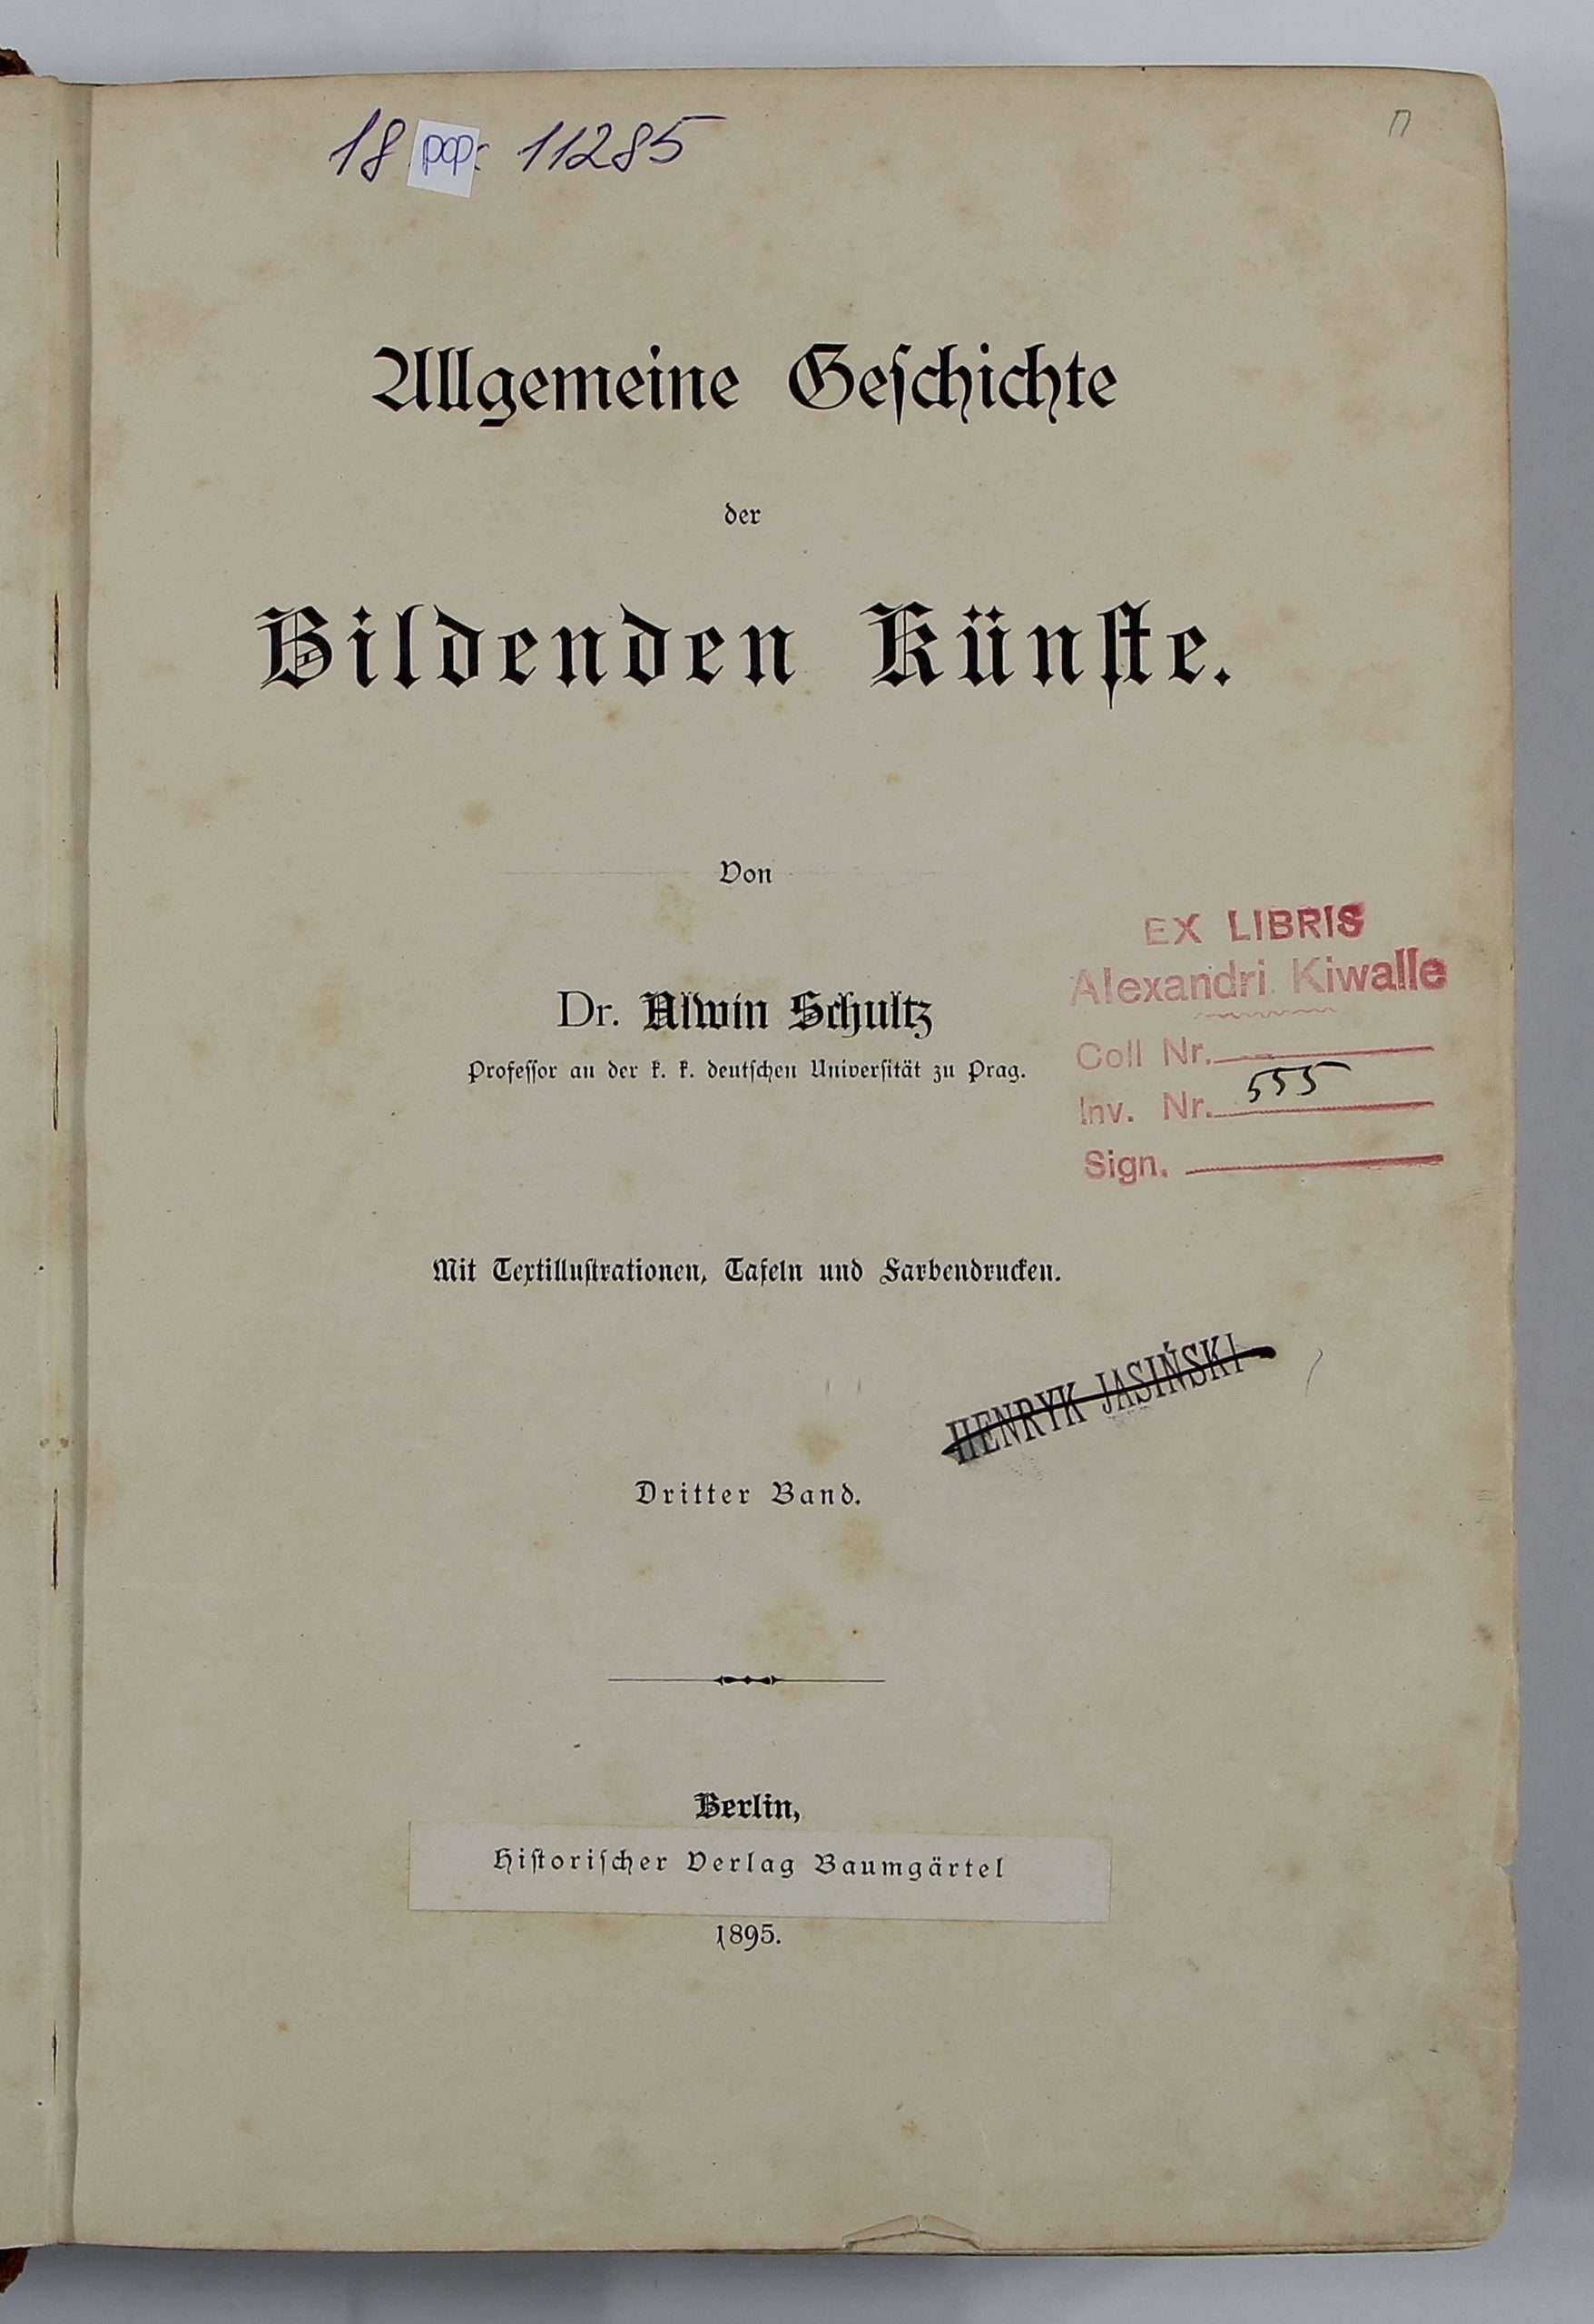 18 pop. 11285
Allgemeine Geſchichte
der
Bildenden Künſte.
Von
Dr. Alwin Schultz
Profeſſor an der k. k. deutſchen Univerſität zu Prag.
EX LIBRIS
Alexandri Kiwalle
Coll Nr.
Inv. Nr. 555
Sign.
Mit Textilluſtrationen, Tafeln und Farbendrucken.
HENRYK JASIŃSKI
Dritter Band.
Berlin,
Hiſtoriſcher Verlag Baumgärtel
1895.